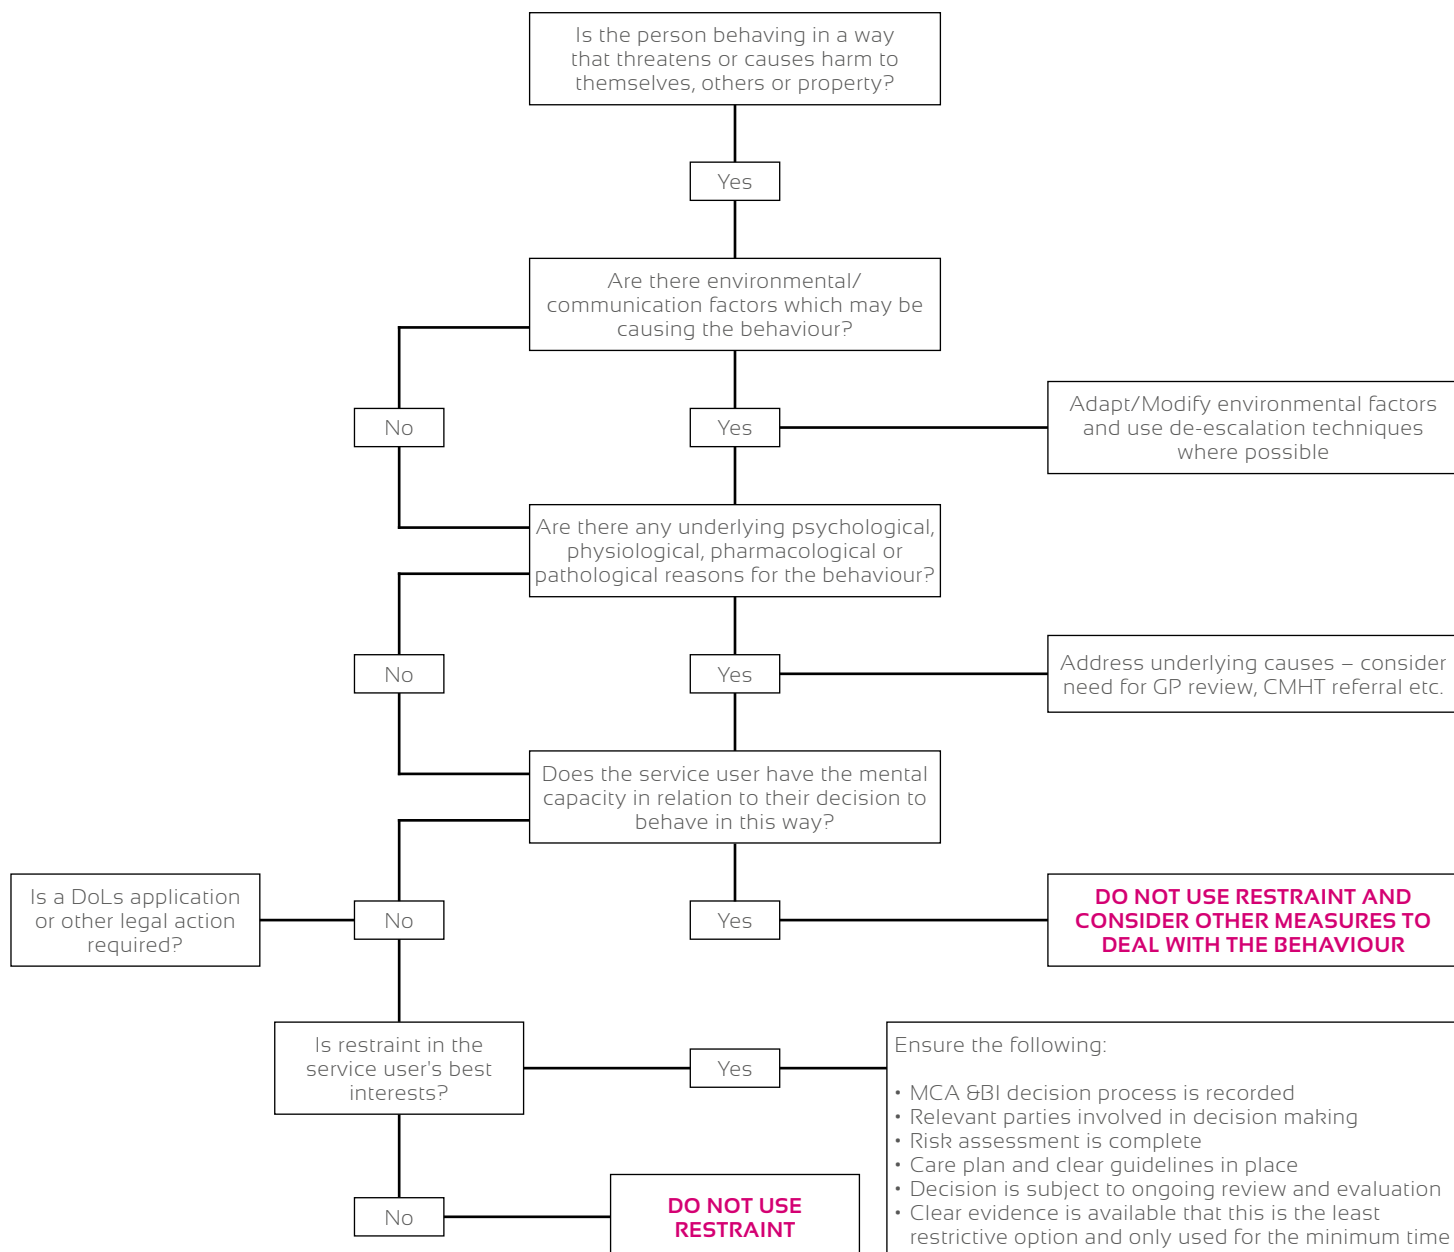 Is the person behaving in a way
that threatens or causes harm to
themselves, others or property?
Yes
Are there environmental/
communication factors which may be
causing the behaviour?
No
Yes
Adapt/Modify environmental factors
and use de-escalation techniques
where possible
Are there any underlying psychological,
physiological, pharmacological or
pathological reasons for the behaviour?
No
Yes
Address underlying causes – consider
need for GP review, CMHT referral etc.
Does the service user have the mental
capacity in relation to their decision to
behave in this way?
Is a DoLs application
or other legal action
required?
No
Yes
DO NOT USE RESTRAINT AND
CONSIDER OTHER MEASURES TO
DEAL WITH THE BEHAVIOUR
Is restraint in the
service user's best
interests?
Yes
Ensure the following:
• MCA &BI decision process is recorded
• Relevant parties involved in decision making
• Risk assessment is complete
• Care plan and clear guidelines in place
• Decision is subject to ongoing review and evaluation
• Clear evidence is available that this is the least
restrictive option and only used for the minimum time
No
DO NOT USE
RESTRAINT